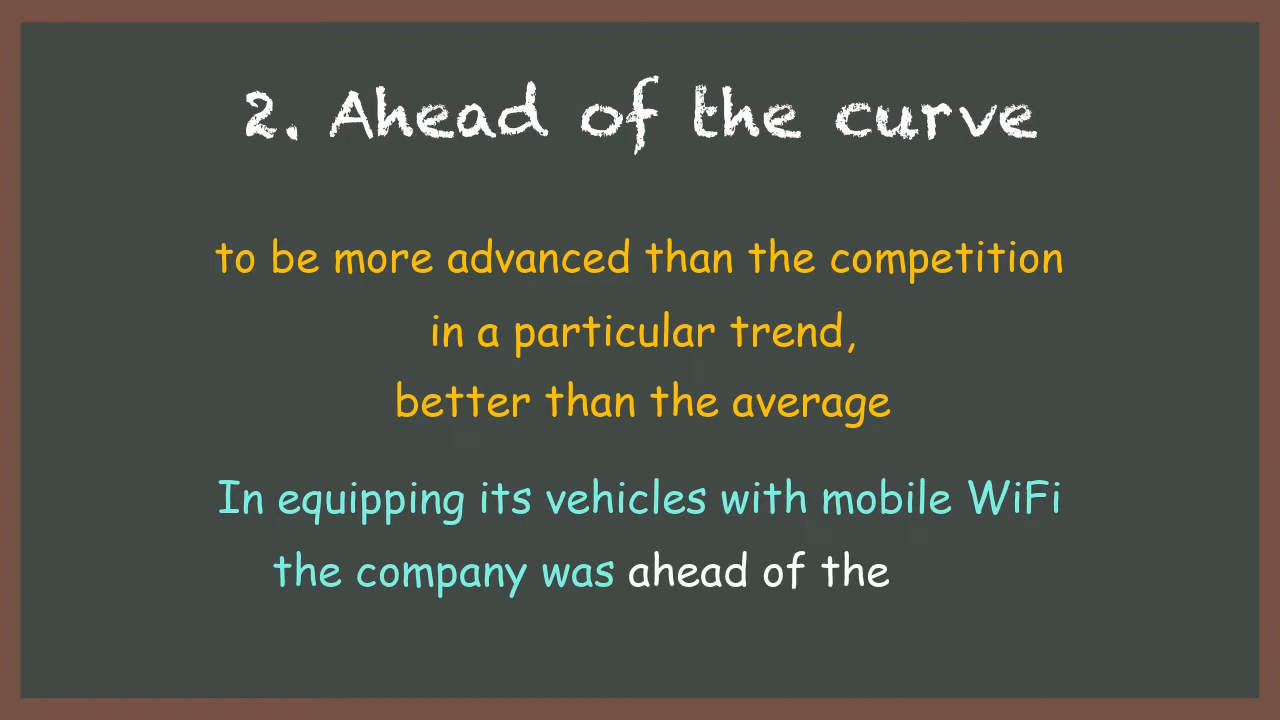 2. Ahead of the curve
to be more advanced than the competition
in a particular trend,
better than the average
In equipping its vehicles with mobile WiFi
the company was ahead of the